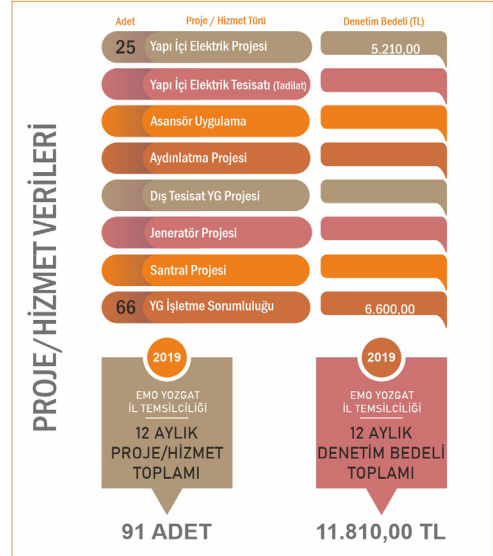 Adet Proje / Hizmet Türü Denetim Bedeli (TL)
25 Yapı İçi Elektrik Projesi 5.210,00
Yapı İçi Elektrik Tesisatı (Tadilat)
Asansör Uygulama
Aydınlatma Projesi
Dış Tesisat YG Projesi
Jeneratör Projesi
Santral Projesi
66 YG İşletme Sorumluluğu 6.600,00
PROJE/HİZMET VERİLERİ
2019
EMO YOZGAT
İL TEMSİLCİLİĞİ
12 AYLIK
PROJE/HİZMET
TOPLAMI
91 ADET
2019
EMO YOZGAT
İL TEMSİLCİLİĞİ
12 AYLIK
DENETİM BEDELİ
TOPLAMI
11.810,00 TL